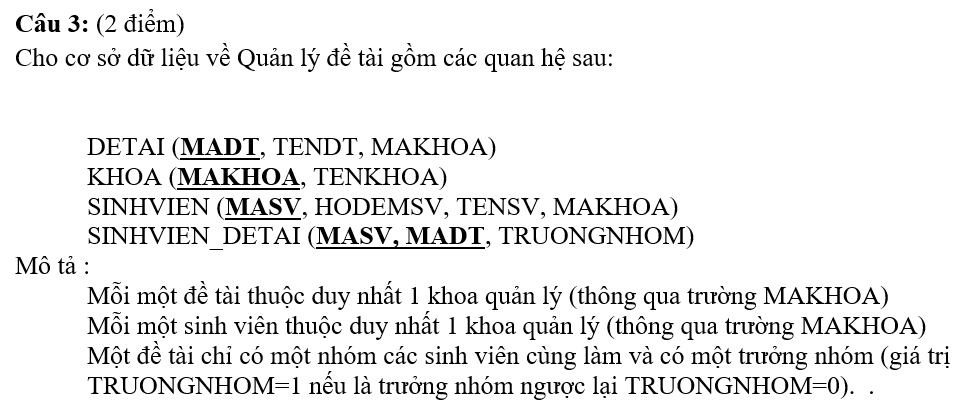 Câu 3: (2 điểm)
Cho cơ sở dữ liệu về Quản lý đề tài gồm các quan hệ sau:
DETAI (MADT, TENDT, MAKHOA)
KHOA (MAKHOA, TENKHOA)
SINHVIEN (MASV, HODEMSV, TENSV, MAKHOA)
SINHVIEN_DETAI (MASV, MADT, TRUONGNHOM)
Mô tả :
Mỗi một đề tài thuộc duy nhất 1 khoa quản lý (thông qua trường MAKHOA)
Mỗi một sinh viên thuộc duy nhất 1 khoa quản lý (thông qua trường MAKHOA)
Một đề tài chỉ có một nhóm các sinh viên cùng làm và có một trưởng nhóm (giá trị
TRUONGNHOM=1 nếu là trưởng nhóm ngược lại TRUONGNHOM=0). .